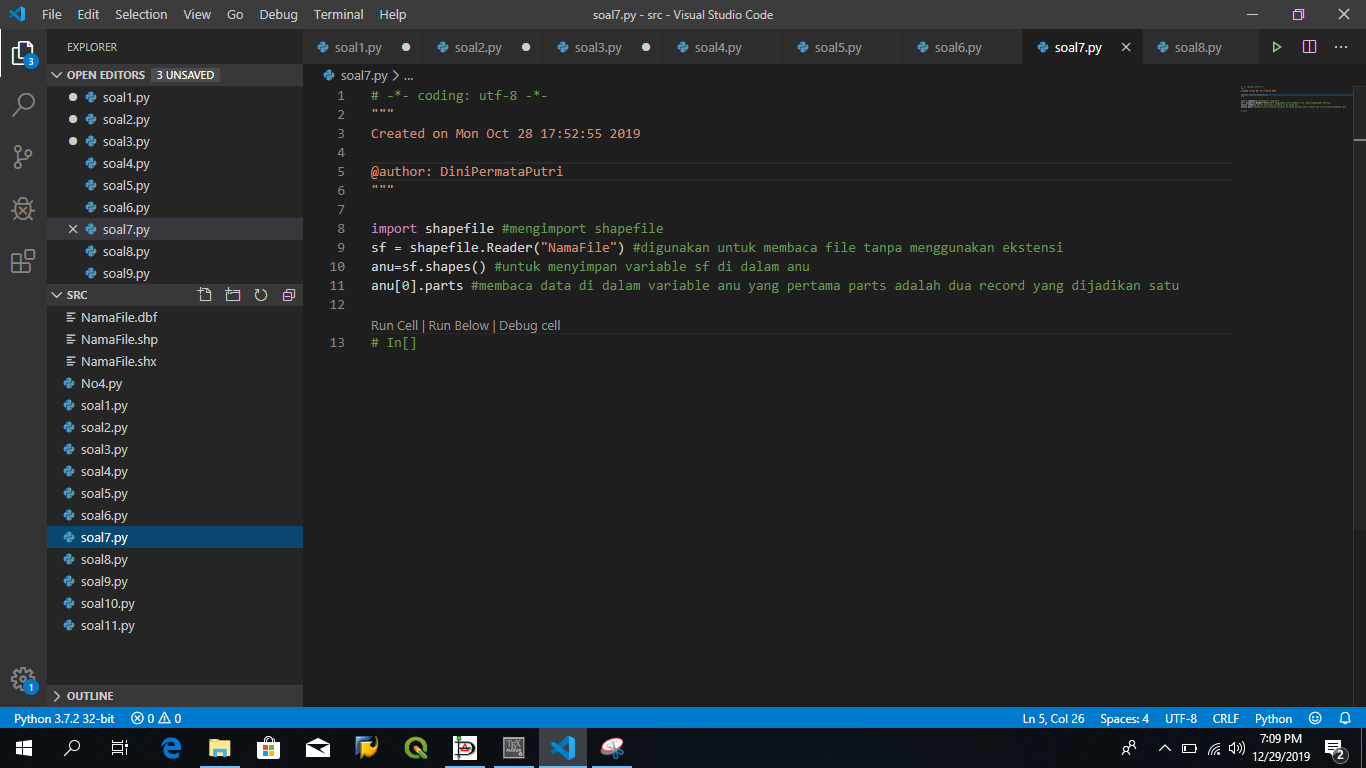 File Edit Selection View Go Debug Terminal Help
soal7.py - src - Visual Studio Code
EXPLORER
OPEN EDITORS 3 UNSAVED
soal1.py
soal2.py
soal3.py
soal4.py
soal5.py
soal6.py
soal7.py
soal8.py
soal9.py
SRC
NamaFile.dbf
NamaFile.shp
NamaFile.shx
No4.py
soal1.py
soal2.py
soal3.py
soal4.py
soal5.py
soal6.py
soal7.py
soal8.py
soal9.py
soal10.py
soal11.py
OUTLINE
3
1
soal1.py soal2.py soal3.py soal4.py soal5.py soal6.py soal7.py soal8.py
soal7.py > ...
1 # -*- coding: utf-8 -*-
2 """
3 Created on Mon Oct 28 17:52:55 2019
4
5 @author: DiniPermataPutri
6 """
7
8 import shapefile #mengimport shapefile
9 sf = shapefile.Reader("NamaFile") #digunakan untuk membaca file tanpa menggunakan ekstensi
10 anu=sf.shapes() #untuk menyimpan variable sf di dalam anu
11 anu[0].parts #membaca data di dalam variable anu yang pertama parts adalah dua record yang dijadikan satu
12
Run Cell | Run Below | Debug cell
13 # In[]
Python 3.7.2 32-bit 0 0 Ln 5, Col 26 Spaces: 4 UTF-8 CRLF Python
7:09 PM
12/29/2019
2